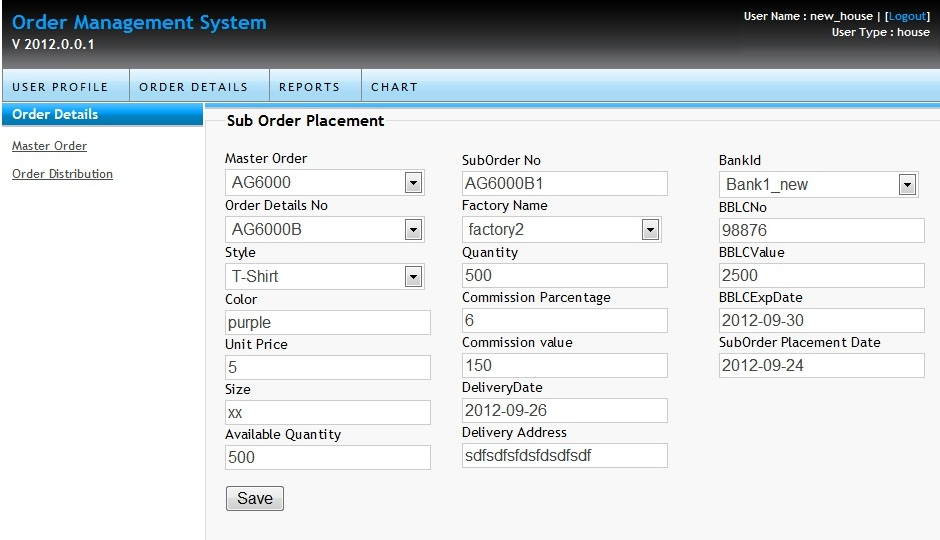 Order Management System
V 2012.0.0.1
User Name : new_house | [Logout]
User Type : house
USER PROFILE
ORDER DETAILS
REPORTS
CHART
Order Details
Master Order
Order Distribution
Sub Order Placement
Master Order
AG6000
Order Details No
AG6000B
Style
T-Shirt
Color
purple
Unit Price
5
Size
xx
Available Quantity
500
Save
SubOrder No
AG6000B1
Factory Name
factory2
Quantity
500
Commission Parcentage
6
Commission value
150
DeliveryDate
2012-09-26
Delivery Address
sdfsdfsfdsfdsdfsdf
BankId
Bank1_new
BBLCNo
98876
BBLCValue
2500
BBLCExpDate
2012-09-30
SubOrder Placement Date
2012-09-24